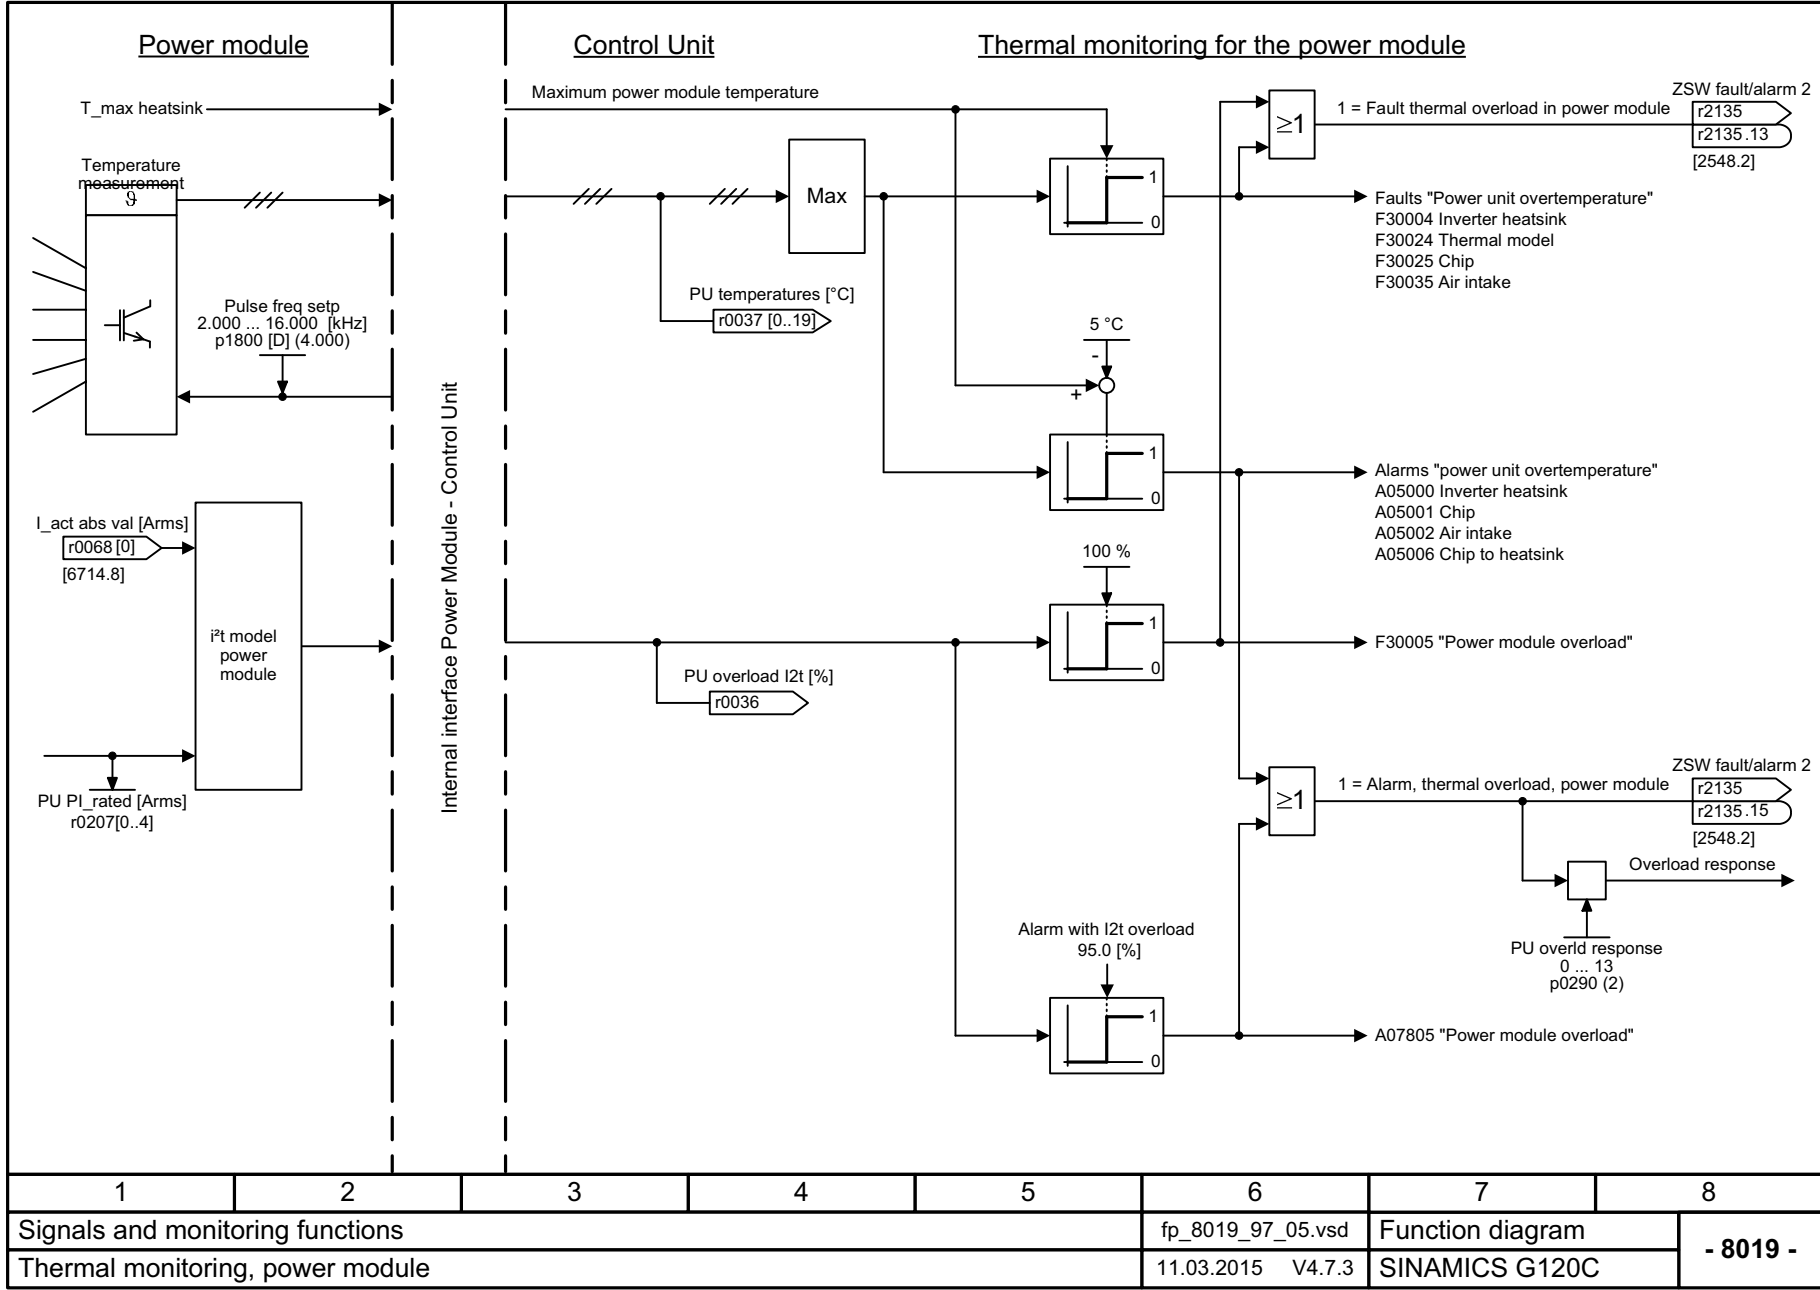 Power module
Control Unit
Thermal monitoring for the power module
T_max heatsink
Maximum power module temperature
1 = Fault thermal overload in power module
ZSW fault/alarm 2
r2135
r2135.13
[2548.2]
≥1
Temperature
measurement
ϑ
Max
1
0
Faults "Power unit overtemperature"
F30004 Inverter heatsink
F30024 Thermal model
F30025 Chip
F30035 Air intake
PU temperatures [°C]
r0037 [0..19]
Pulse freq setp
2.000 ... 16.000 [kHz]
p1800 [D] (4.000)
5 °C
-
+
Internal interface Power Module - Control Unit
1
0
Alarms "power unit overtemperature"
A05000 Inverter heatsink
A05001 Chip
A05002 Air intake
A05006 Chip to heatsink
I_act abs val [Arms]
r0068 [0]
[6714.8]
i²t model
power
module
100 %
1
0
F30005 "Power module overload"
PU overload I2t [%]
r0036
PU PI_rated [Arms]
r0207[0..4]
≥1
1 = Alarm, thermal overload, power module
ZSW fault/alarm 2
r2135
r2135.15
[2548.2]
Overload response
PU overld response
0 ... 13
p0290 (2)
Alarm with I2t overload
95.0 [%]
1
0
A07805 "Power module overload"
1 2 3 4 5 6 7 8
Signals and monitoring functions
fp_8019_97_05.vsd
Function diagram
- 8019 -
Thermal monitoring, power module
11.03.2015 V4.7.3
SINAMICS G120C